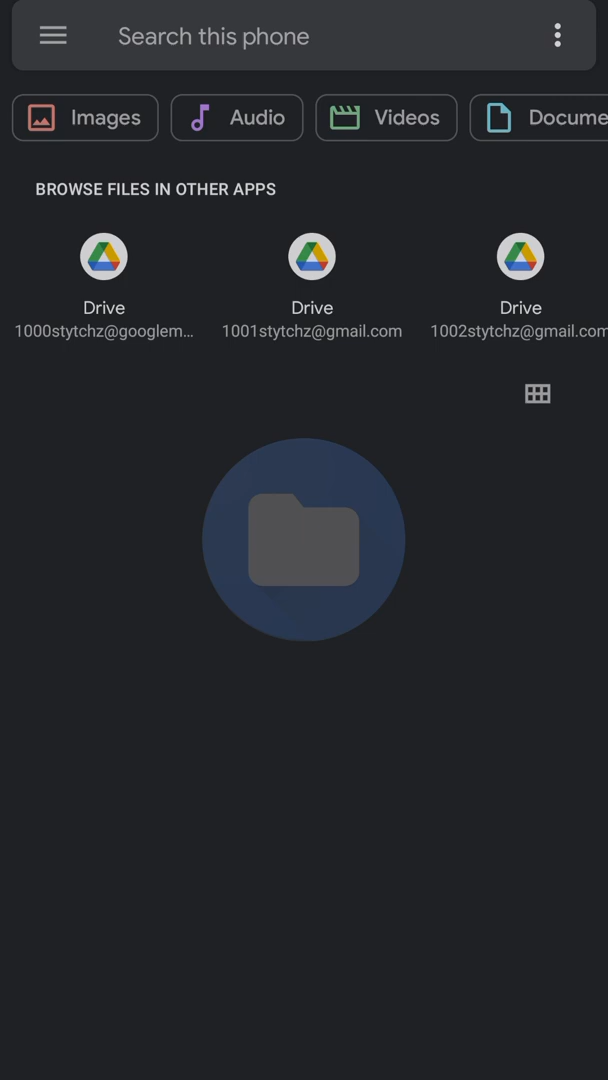 Search this phone
Images Audio Videos Docume
BROWSE FILES IN OTHER APPS
Drive Drive Drive
1000stytchz@googlem... 1001stytchz@gmail.com 1002stytchz@gmail.com